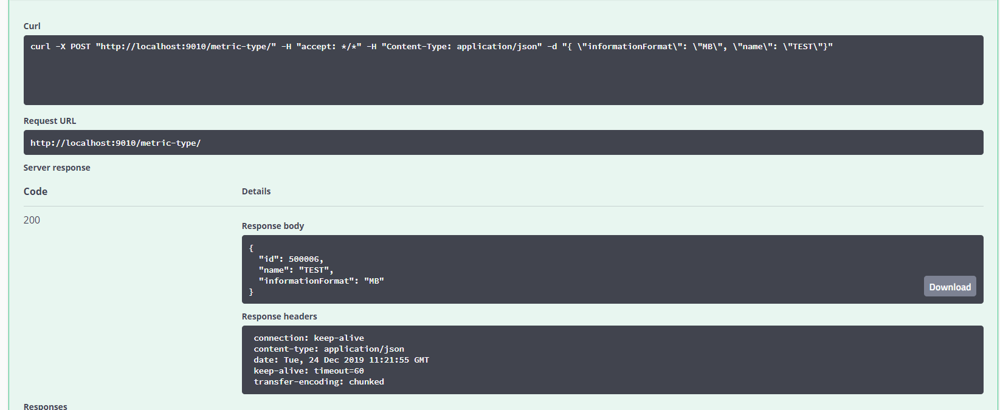 Curl
curl -X POST "http://localhost:9010/metric-type/" -H "accept: */*" -H "Content-Type: application/json" -d "{ \"informationFormat\": \"MB\", \"name\": \"TEST\"}"
Request URL
http://localhost:9010/metric-type/
Server response
Code Details
200
Response body
{
  "id": 500006,
  "name": "TEST",
  "informationFormat": "MB"
}
Download
Response headers
connection: keep-alive
content-type: application/json
date: Tue, 24 Dec 2019 11:21:55 GMT
keep-alive: timeout=60
transfer-encoding: chunked
Responses